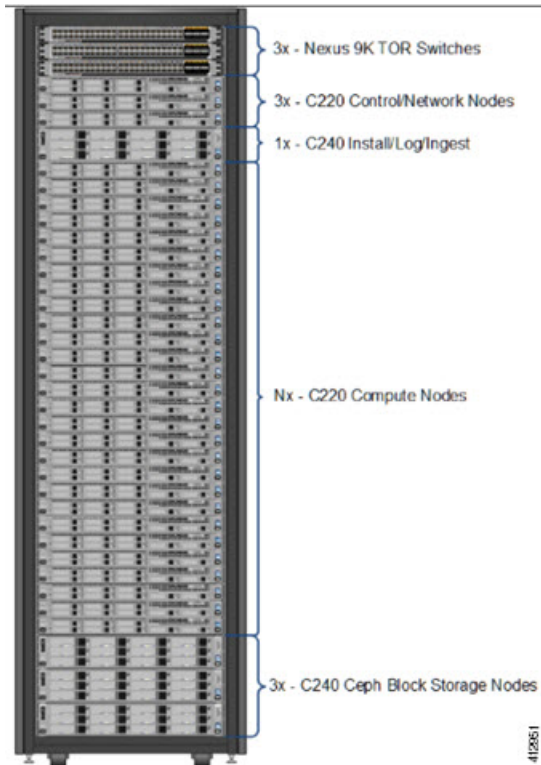 3x - Nexus 9K TOR Switches
3x - C220 Control/Network Nodes
1x - C240 Install/Log/Ingest
Nx - C220 Compute Nodes
3x - C240 Ceph Block Storage Nodes
412951